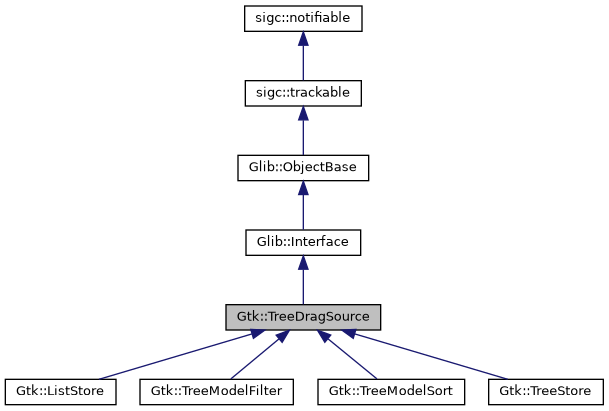 sigc::notifiable
sigc::trackable
Glib::ObjectBase
Glib::Interface
Gtk::TreeDragSource
Gtk::ListStore
Gtk::TreeModelFilter
Gtk::TreeModelSort
Gtk::TreeStore